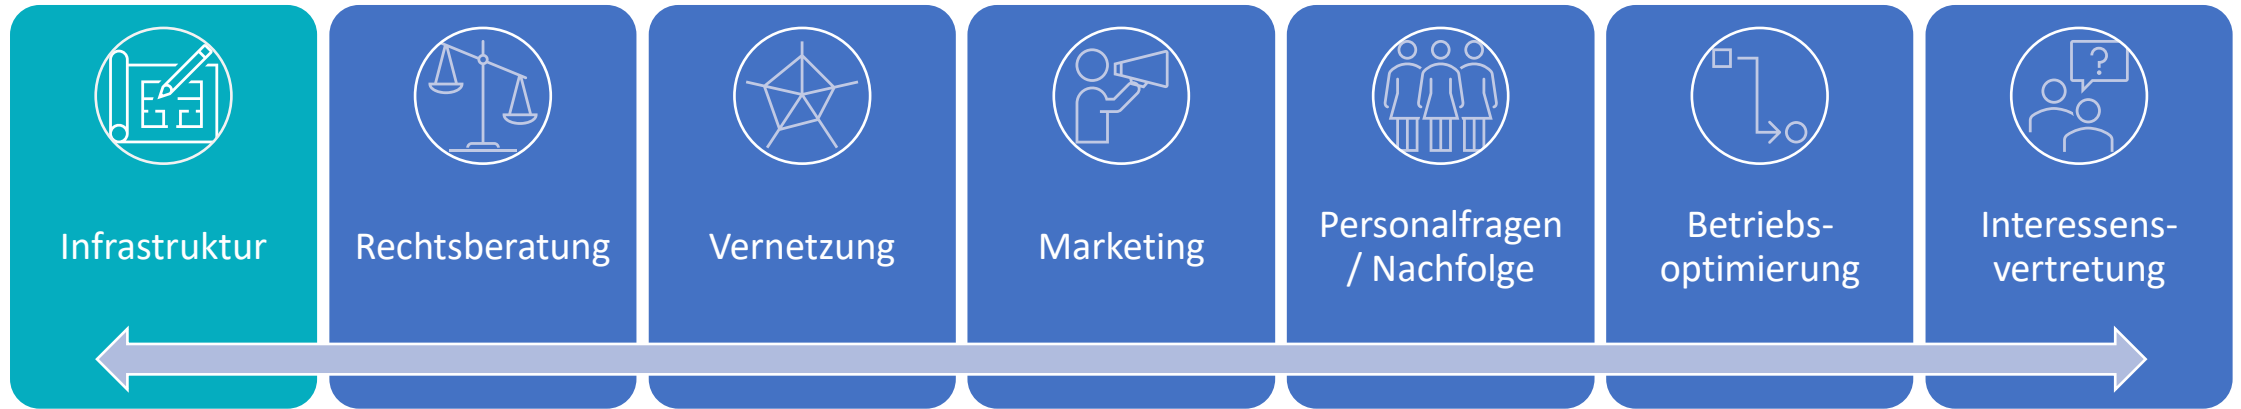 ?
Infrastruktur
Rechtsberatung
Vernetzung
Marketing
Personalfragen
/ Nachfolge
Betriebs-
optimierung
Interessens-
vertretung